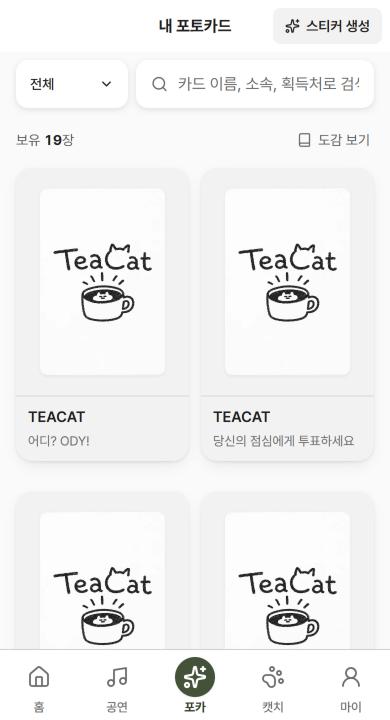 내 포토카드
스티커 생성
전체
카드 이름, 소속, 획득처로 검색
보유 19장
도감 보기
TeaCat
TeaCat
TEACAT
어디? ODY!
TEACAT
당신의 점심에게 투표하세요
TeaCat
TeaCat
홈
공연
포카
캣치
마이